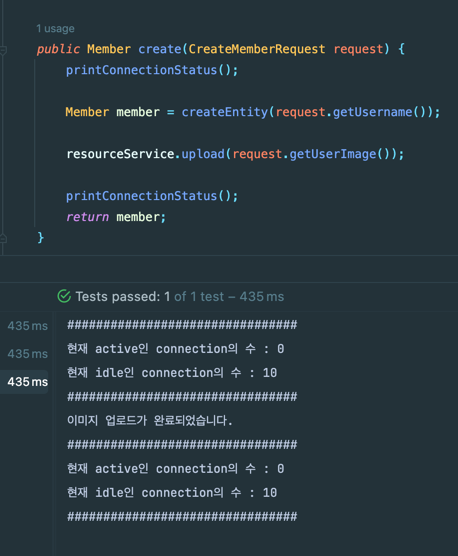 1 usage
public Member create(CreateMemberRequest request) {
printConnectionStatus();
Member member = createEntity(request.getUsername());
resourceService.upload(request.getUserImage());
printConnectionStatus();
return member;
}
Tests passed: 1 of 1 test – 435 ms
435 ms
################################
현재 active인 connection의 수 : 0
435 ms
현재 idle인 connection의 수 : 10
435 ms
################################
이미지 업로드가 완료되었습니다.
################################
현재 active인 connection의 수 : 0
현재 idle인 connection의 수 : 10
################################